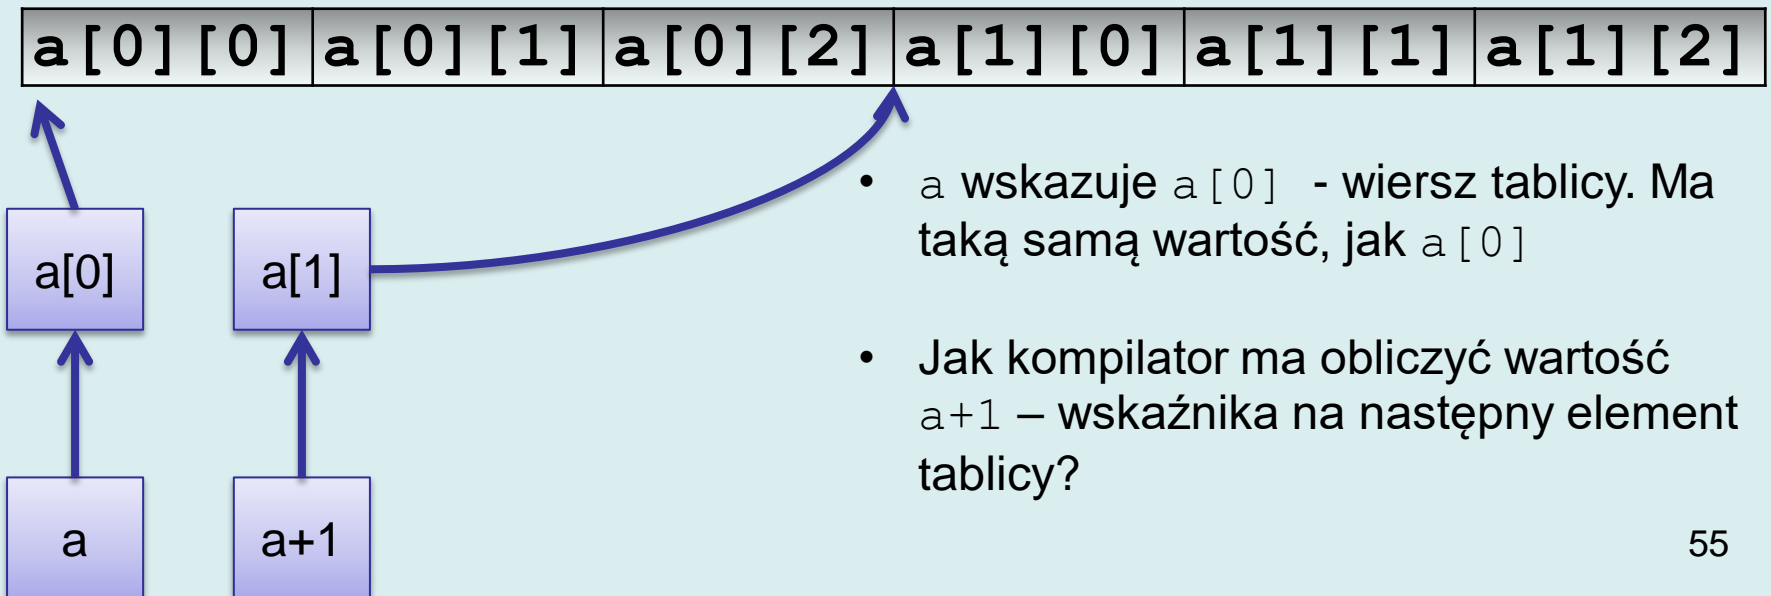 a[0][0] a[0][1] a[0][2] a[1][0] a[1][1] a[1][2]
• a wskazuje a[0] - wiersz tablicy. Ma
taką samą wartość, jak a[0]
a[0] a[1]
• Jak kompilator ma obliczyć wartość
a+1 – wskaźnika na następny element
tablicy?
a a+1
55